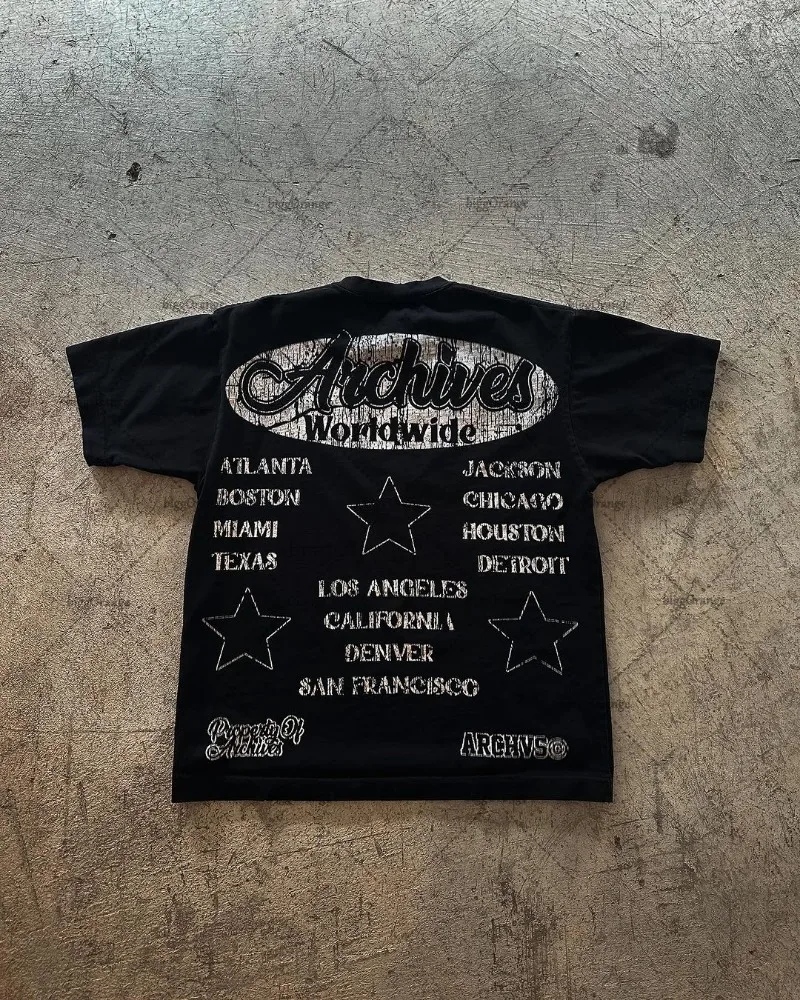 Archives
Worldwide
ATLANTA
BOSTON
MIAMI
TEXAS
JACKSON
CHICAGO
HOUSTON
DETROIT
LOS ANGELES
CALIFORNIA
DENVER
SAN FRANCISCO
Property Of
Archives
ARCHVS©
biggOrange